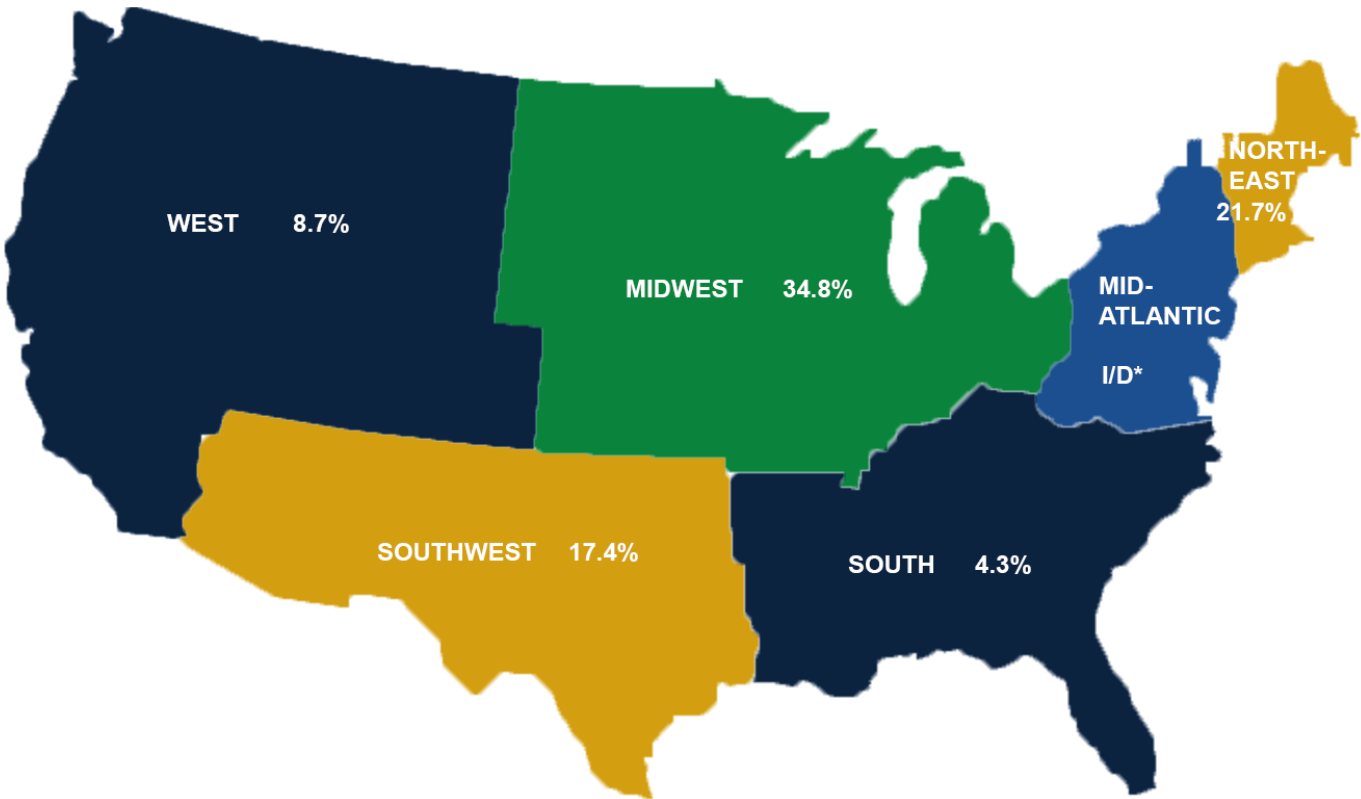 NORTH-
EAST
21.7%
WEST 8.7%
MIDWEST 34.8%
MID-
ATLANTIC
I/D*
SOUTHWEST 17.4%
SOUTH 4.3%